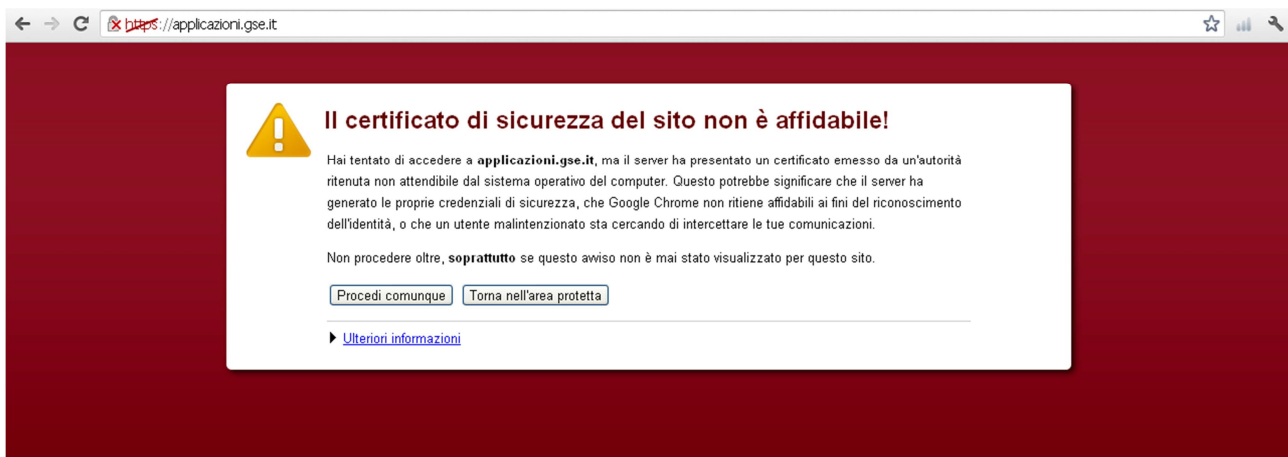 https://applicazioni.gse.it
Il certificato di sicurezza del sito non è affidabile!
Hai tentato di accedere a applicazioni.gse.it, ma il server ha presentato un certificato emesso da un'autorità
ritenuta non attendibile dal sistema operativo del computer. Questo potrebbe significare che il server ha
generato le proprie credenziali di sicurezza, che Google Chrome non ritiene affidabili ai fini del riconoscimento
dell'identità, o che un utente malintenzionato sta cercando di intercettare le tue comunicazioni.
Non procedere oltre, soprattutto se questo avviso non è mai stato visualizzato per questo sito.
Procedi comunque Torna nell'area protetta
Ulteriori informazioni